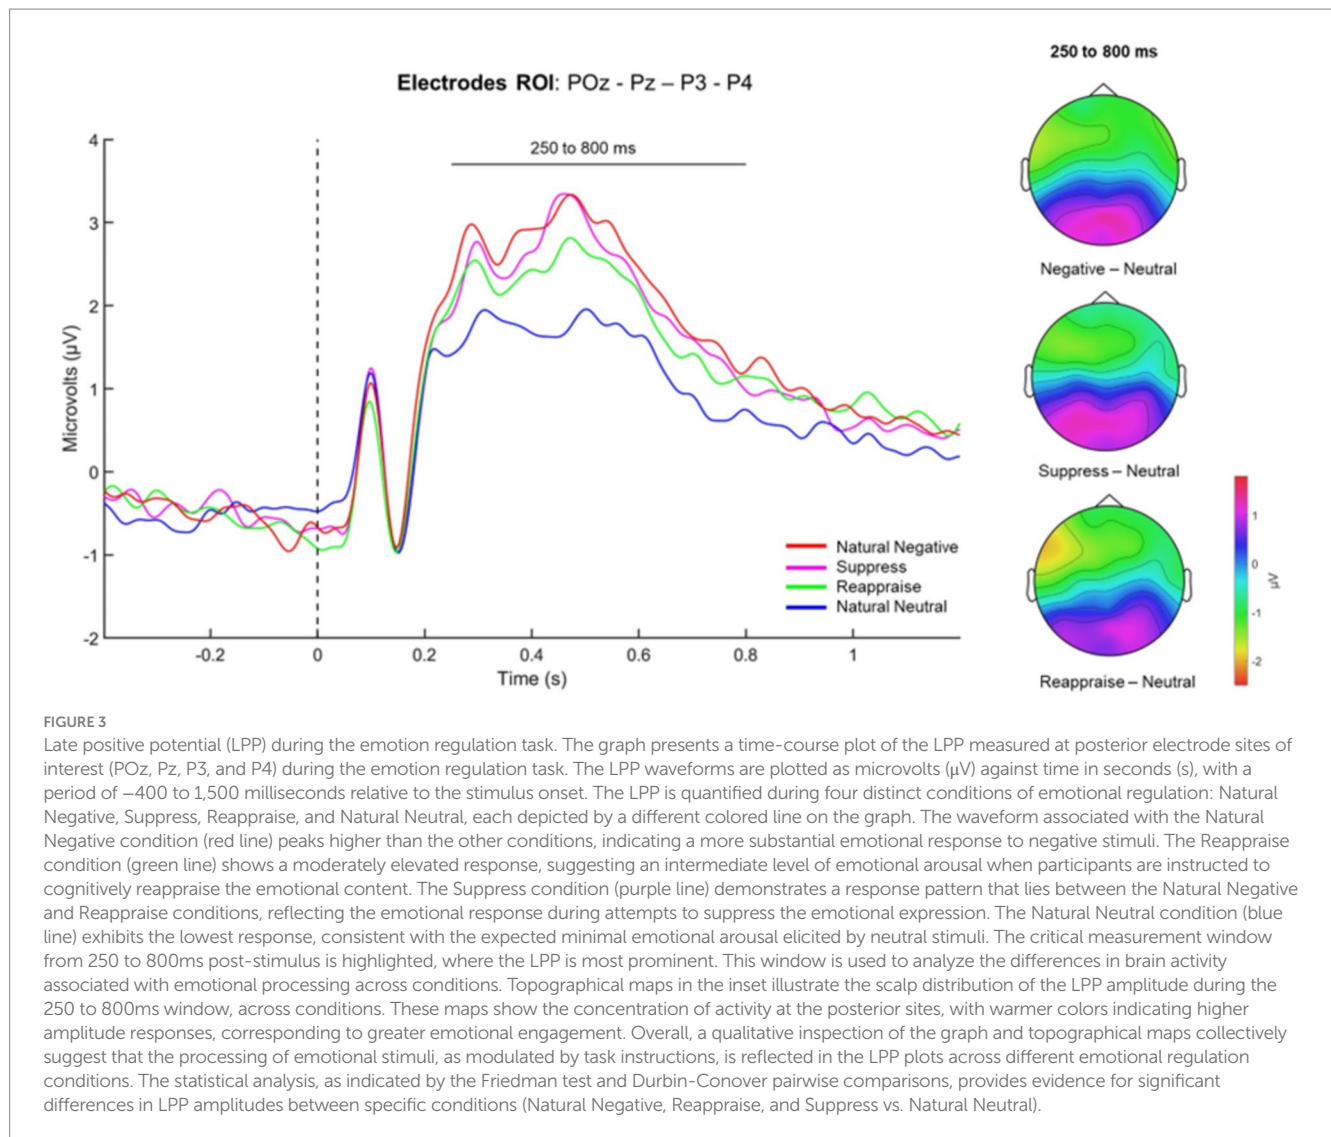 250 to 800 ms
Electrodes ROI: POz - Pz – P3 - P4
250 to 800 ms
4
3
2
1
0
-1
-2
Microvolts (µV)
-0.2
0
0.2
0.4
0.6
0.8
1
Time (s)
Natural Negative
Suppress
Reappraise
Natural Neutral
Negative – Neutral
Suppress – Neutral
Reappraise – Neutral
1
0
-1
-2
µV
FIGURE 3
Late positive potential (LPP) during the emotion regulation task. The graph presents a time-course plot of the LPP measured at posterior electrode sites of
interest (POz, Pz, P3, and P4) during the emotion regulation task. The LPP waveforms are plotted as microvolts (μV) against time in seconds (s), with a
period of −400 to 1,500 milliseconds relative to the stimulus onset. The LPP is quantified during four distinct conditions of emotional regulation: Natural
Negative, Suppress, Reappraise, and Natural Neutral, each depicted by a different colored line on the graph. The waveform associated with the Natural
Negative condition (red line) peaks higher than the other conditions, indicating a more substantial emotional response to negative stimuli. The Reappraise
condition (green line) shows a moderately elevated response, suggesting an intermediate level of emotional arousal when participants are instructed to
cognitively reappraise the emotional content. The Suppress condition (purple line) demonstrates a response pattern that lies between the Natural Negative
and Reappraise conditions, reflecting the emotional response during attempts to suppress the emotional expression. The Natural Neutral condition (blue
line) exhibits the lowest response, consistent with the expected minimal emotional arousal elicited by neutral stimuli. The critical measurement window
from 250 to 800ms post-stimulus is highlighted, where the LPP is most prominent. This window is used to analyze the differences in brain activity
associated with emotional processing across conditions. Topographical maps in the inset illustrate the scalp distribution of the LPP amplitude during the
250 to 800ms window, across conditions. These maps show the concentration of activity at the posterior sites, with warmer colors indicating higher
amplitude responses, corresponding to greater emotional engagement. Overall, a qualitative inspection of the graph and topographical maps collectively
suggest that the processing of emotional stimuli, as modulated by task instructions, is reflected in the LPP plots across different emotional regulation
conditions. The statistical analysis, as indicated by the Friedman test and Durbin-Conover pairwise comparisons, provides evidence for significant
differences in LPP amplitudes between specific conditions (Natural Negative, Reappraise, and Suppress vs. Natural Neutral).